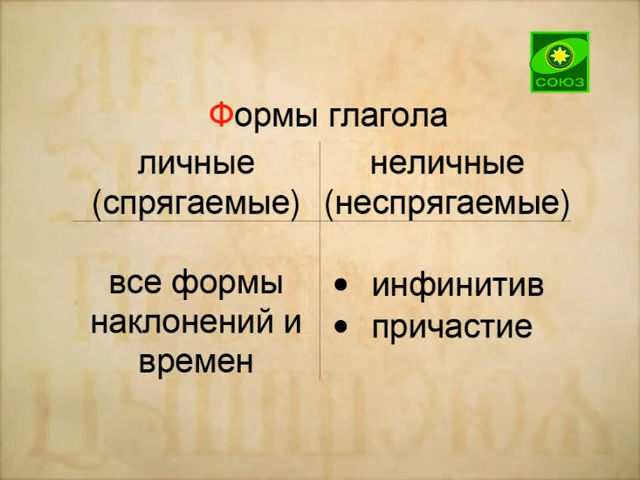 СОЮЗ
Формы глагола
личные
(спрягаемые)
неличные
(неспрягаемые)
все формы
наклонений и
времен
• инфинитив
• причастие